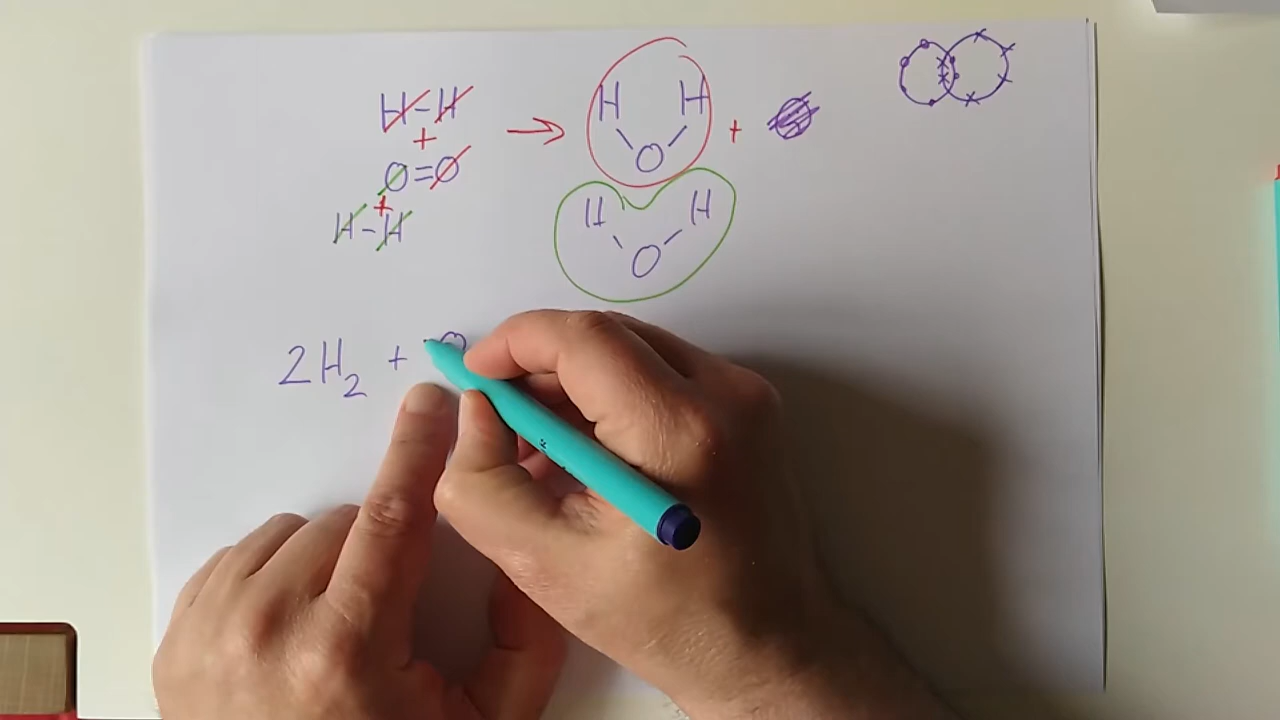 H-H → H H +
+ O
O=O
+ H H
H-H O
2H₂ + O